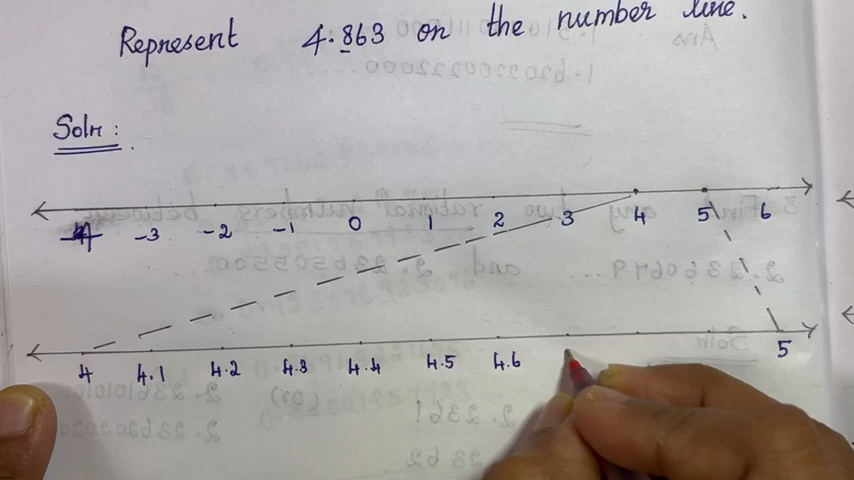 Represent 4.863 on the number line.
Soln:
-3 -2 -1 0 1 2 3 4 5 6
4 4.1 4.2 4.3 4.4 4.5 4.6 5